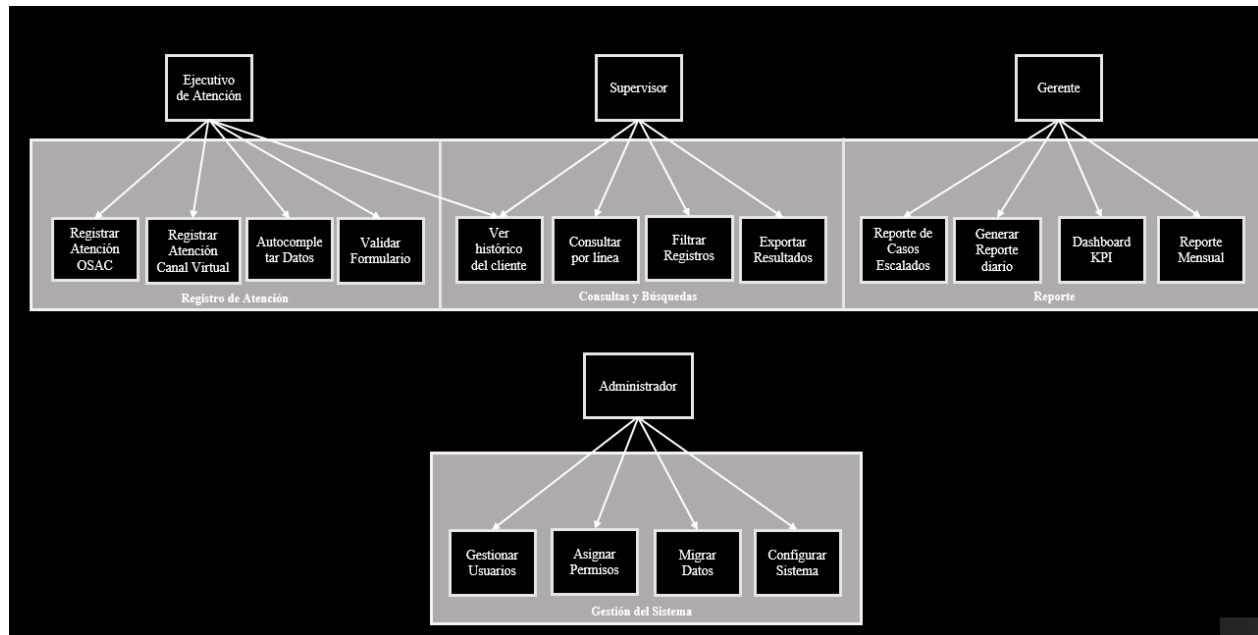 Ejecutivo
de Atención
Supervisor
Gerente
Registrar
Atención
OSAC
Registrar
Atención
Canal Virtual
Autocomple
tar Datos
Validar
Formulario
Ver
histórico
del cliente
Consultar
por línea
Filtrar
Registros
Exportar
Resultados
Reporte de
Casos
Escalados
Generar
Reporte
diario
Dashboard
KPI
Reporte
Mensual
Registro de Atención
Consultas y Búsquedas
Reporte
Administrador
Gestionar
Usuarios
Asignar
Permisos
Migrar
Datos
Configurar
Sistema
Gestión del Sistema